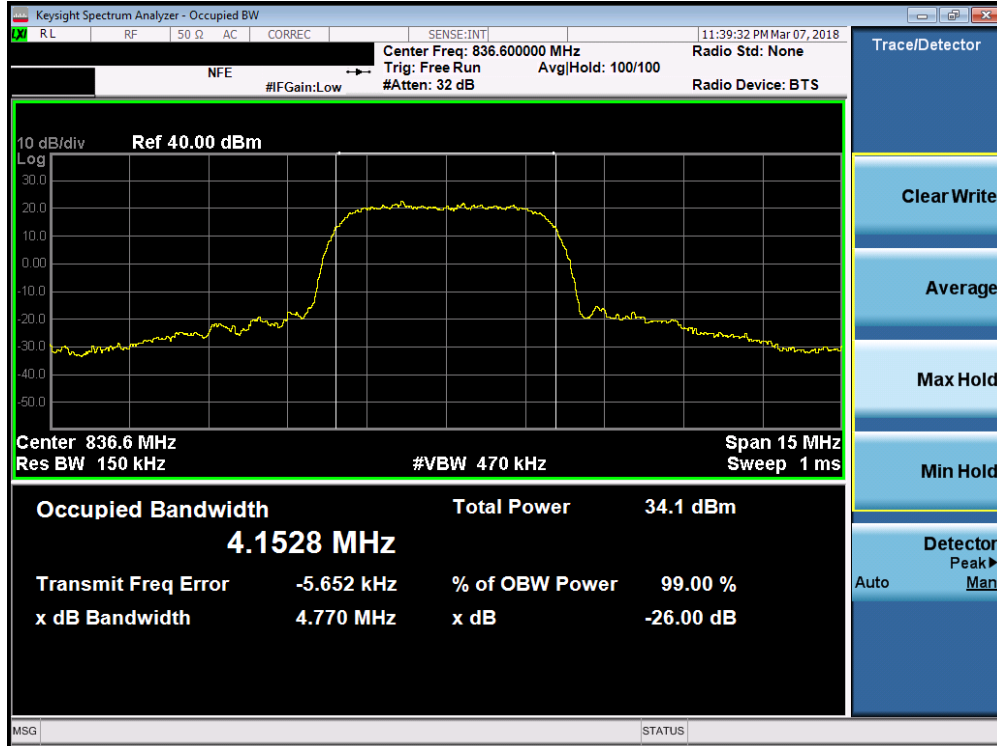 Keysight Spectrum Analyzer - Occupied BW
LXI RL RF 50 Ω AC CORREC SENSE:INT 11:39:32 PM Mar 07, 2018
Center Freq: 836.600000 MHz Radio Std: None
NFE Trig: Free Run Avg|Hold: 100/100
#IFGain:Low #Atten: 32 dB Radio Device: BTS
10 dB/div Ref 40.00 dBm
Log
30.0
20.0
10.0
0.00
-10.0
-20.0
-30.0
-40.0
-50.0
Center 836.6 MHz Span 15 MHz
Res BW 150 kHz #VBW 470 kHz Sweep 1 ms
Occupied Bandwidth Total Power 34.1 dBm
4.1528 MHz
Transmit Freq Error -5.652 kHz % of OBW Power 99.00 %
x dB Bandwidth 4.770 MHz x dB -26.00 dB
MSG STATUS
Trace/Detector
Clear Write
Average
Max Hold
Min Hold
Detector
Peak▶
Auto Man